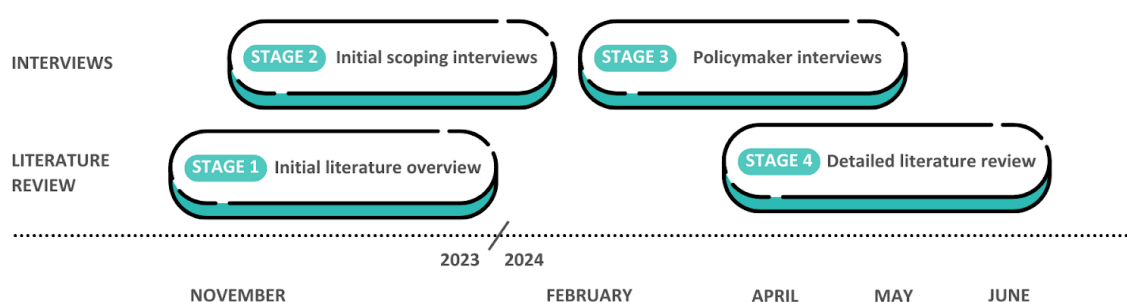 INTERVIEWS
STAGE 2 Initial scoping interviews
STAGE 3 Policymaker interviews
LITERATURE
REVIEW
STAGE 1 Initial literature overview
STAGE 4 Detailed literature review
2023 2024
NOVEMBER FEBRUARY APRIL MAY JUNE